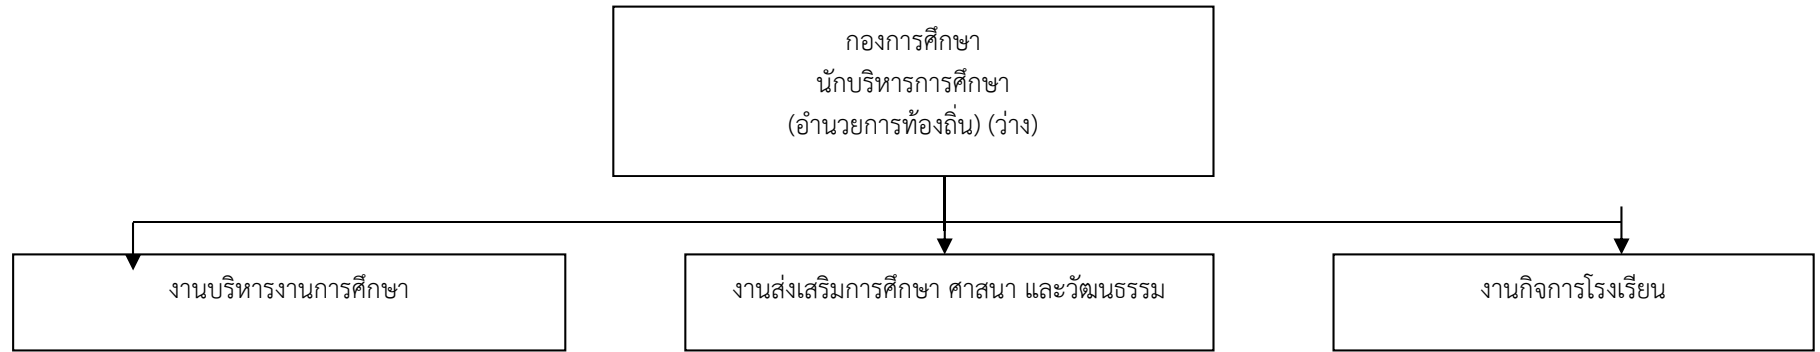 กองการศึกษา
นักบริหารการศึกษา
(อำนวยการท้องถิ่น) (ว่าง)
งานบริหารงานการศึกษา
งานส่งเสริมการศึกษา ศาสนา และวัฒนธรรม
งานกิจการโรงเรียน